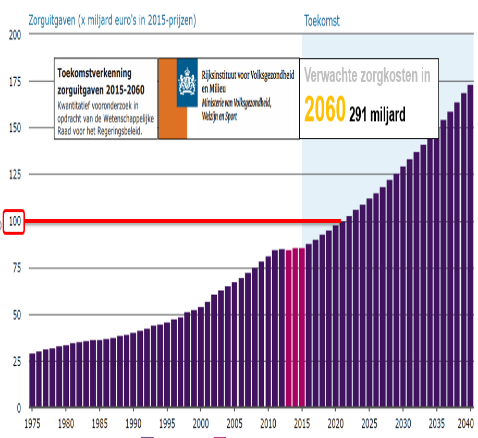 Zorguitgaven (x miljard euro's in 2015-prijzen)
Toekomst
200
175
150
125
100
75
50
25
0
Toekomstverkenning
zorguitgaven 2015-2060
Kwantitatief vooronderzoek in
opdracht van de Wetenschappelijke
Raad voor het Regeringsbeleid.
Rijksinstituut voor Volksgezondheid
en Milieu
Ministerie van Volksgezondheid,
Welzijn en Sport
Verwachte zorgkosten in
2060 291 miljard
1975 1980 1985 1990 1995 2000 2005 2010 2015 2020 2025 2030 2035 2040